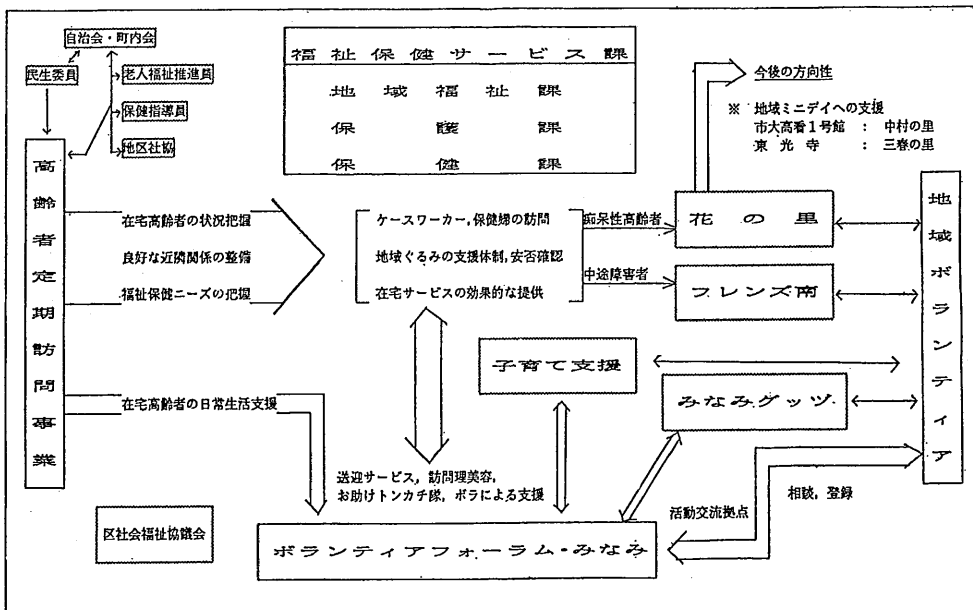 自治会・町内会
民生委員
老人福祉推進員
保健指導員
地区社協
福祉保健サービス課
地域福祉課
保護課
保健課
今後の方向性
※ 地域ミニデイへの支援
市大高看1号館 : 中村の里
東光寺 : 三春の里
高齢者定期訪問事業
在宅高齢者の状況把握
良好な近隣関係の整備
福祉保健ニーズの把握
ケースワーカー,保健婦の訪問
地域ぐるみの支援体制,安否確認
在宅サービスの効果的な提供
痴呆性高齢者
花の里
中途障害者
フレンズ南
地域ボランティア
子育て支援
みなみグッツ
在宅高齢者の日常生活支援
送迎サービス,訪問理美容,
お助けトンカチ隊,ボラによる支援
相談,登録
活動交流拠点
区社会福祉協議会
ボランティアフォーラム・みなみ